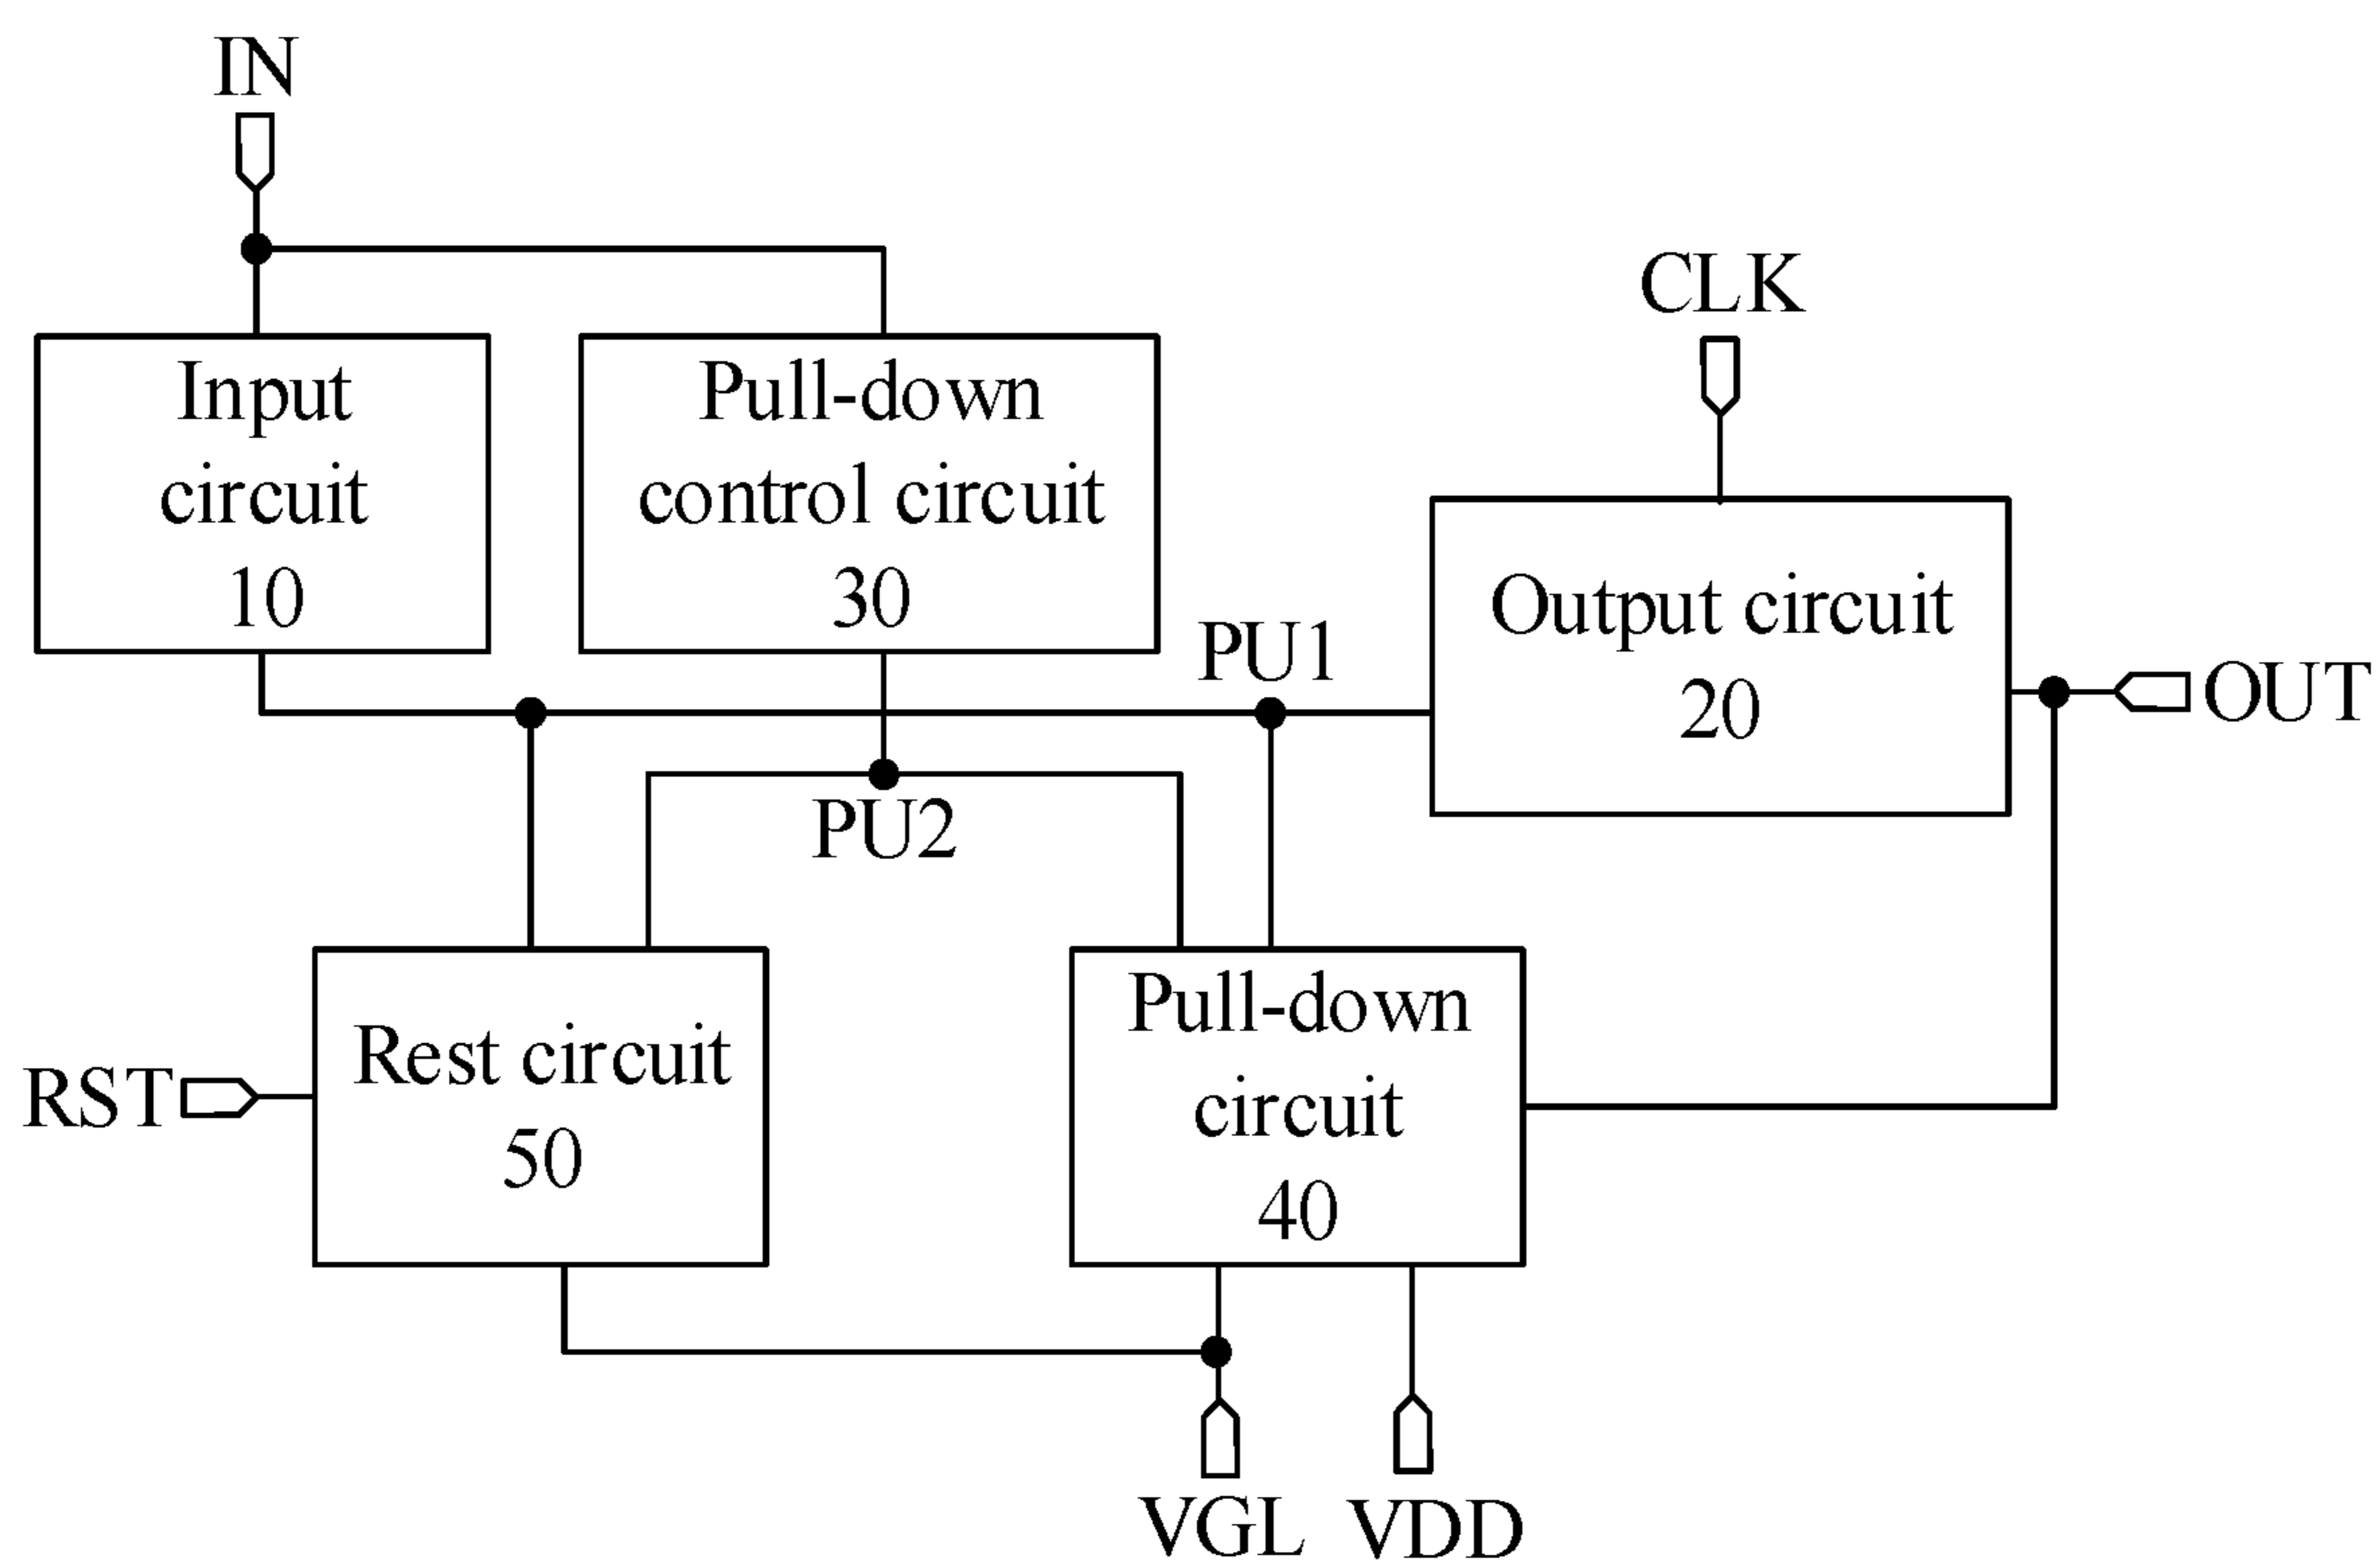 IN
CLK
Input
circuit
10
Pull-down
control circuit
30
Output circuit
20
PU1
OUT
PU2
Rest circuit
50
Pull-down
circuit
40
RST
VGL
VDD